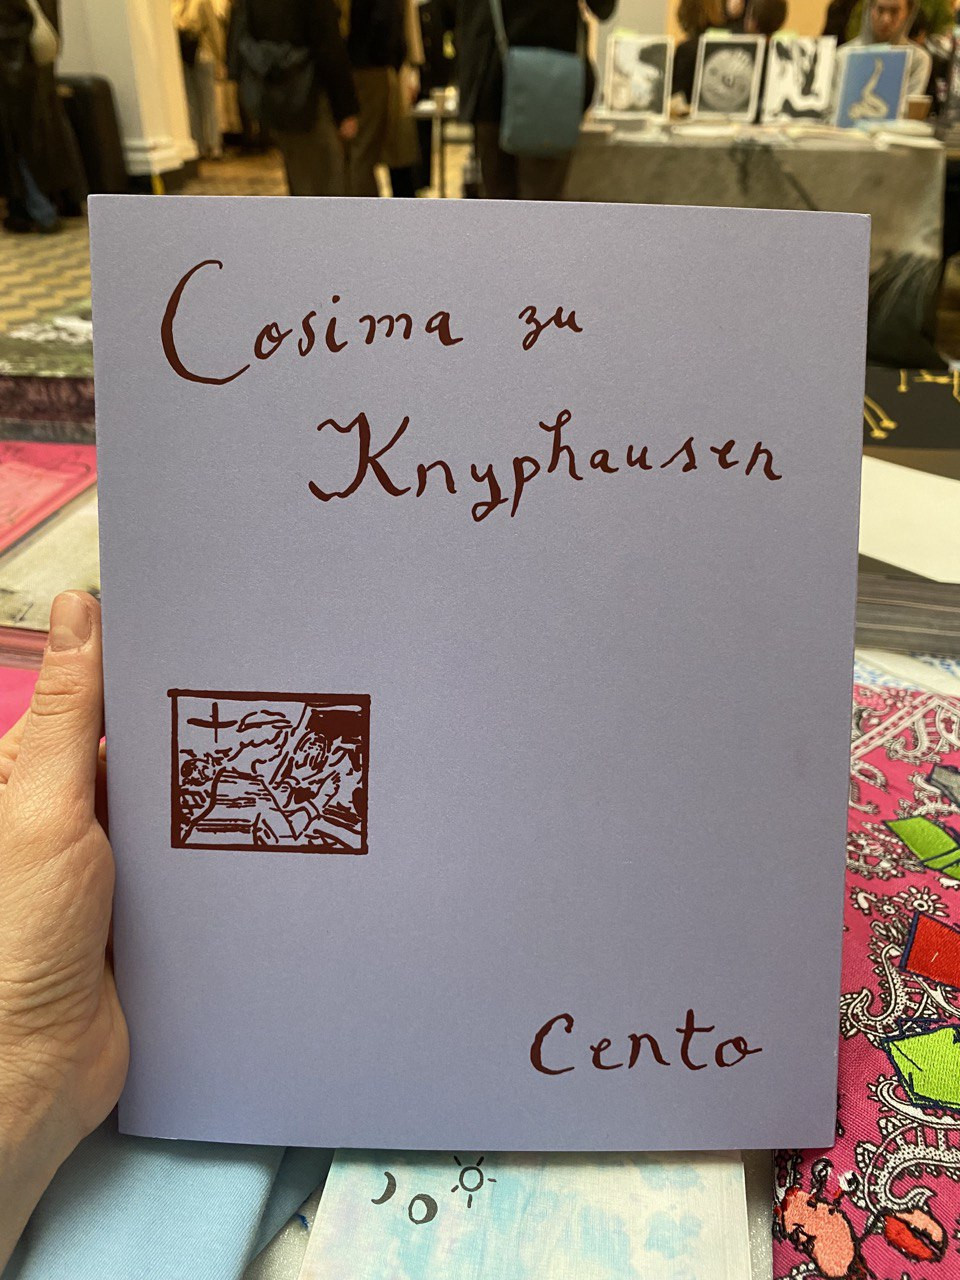 Cosima zu
Knyphausen
Cento